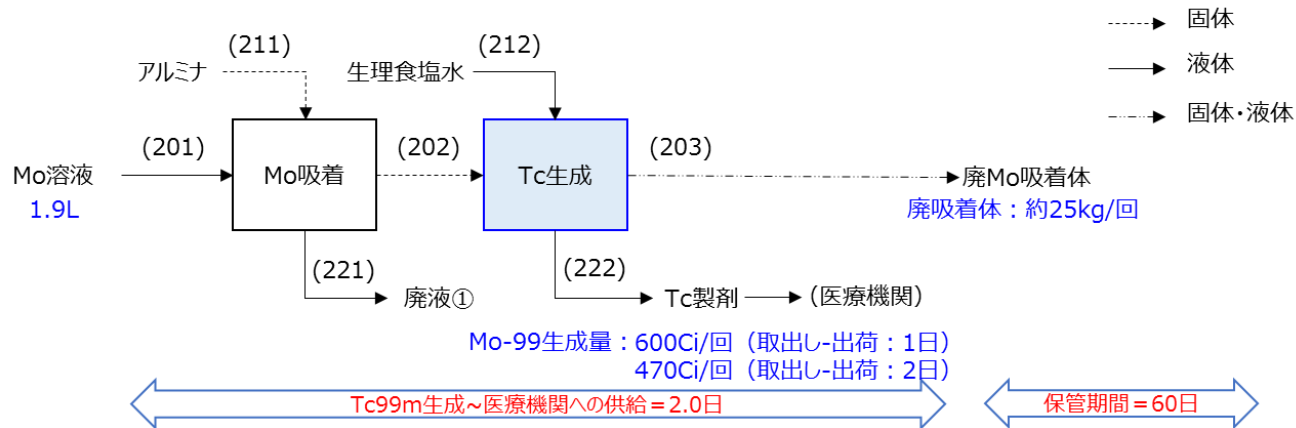 固体
液体
固体・液体
(211)
アルミナ
(212)
生理食塩水
(201)
Mo溶液
1.9L
Mo吸着
(202)
Tc生成
(203)
廃Mo吸着体
廃吸着体：約25kg/回
(221)
廃液①
(222)
Tc製剤
(医療機関)
Mo-99生成量：600Ci/回（取出し-出荷：1日）
470Ci/回（取出し-出荷：2日）
Tc99m生成~医療機関への供給＝2.0日
保管期間＝60日